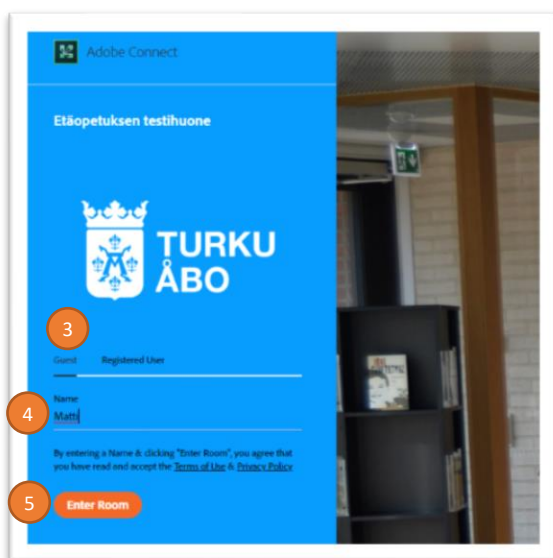 Adobe Connect
Etäopetuksen testihuone
TURKU
ÅBO
3
Guest Registered User
4
Name
Matti
By entering a Name & clicking "Enter Room", you agree that
you have read and accept the Terms of Use & Privacy Policy
5
Enter Room